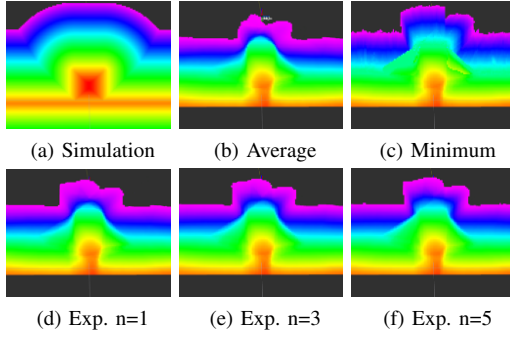 (a) Simulation (b) Average (c) Minimum
(d) Exp. n=1 (e) Exp. n=3 (f) Exp. n=5